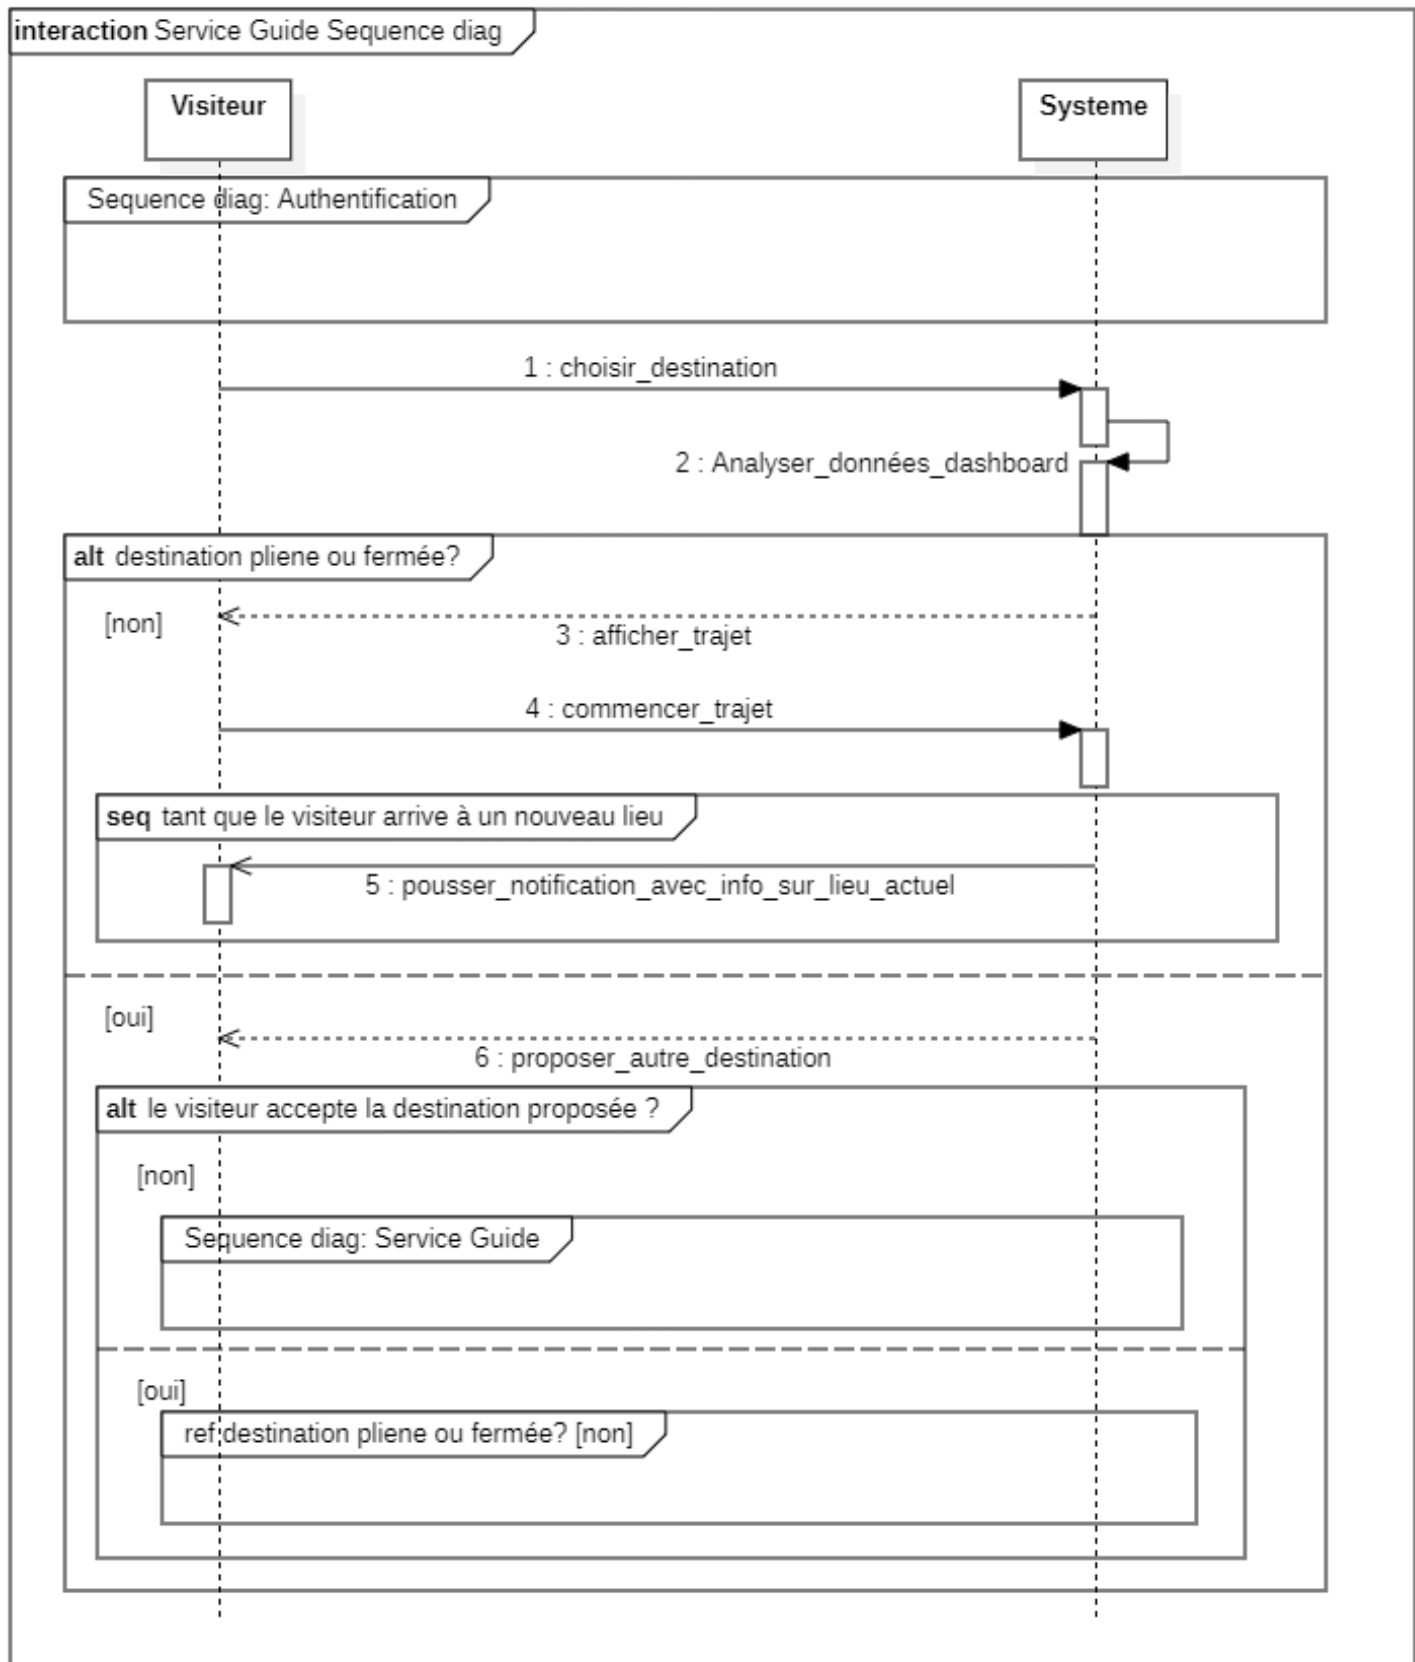 interaction Service Guide Sequence diag
Visiteur
Systeme
Sequence diag: Authentification
1 : choisir_destination
2 : Analyser_données_dashboard
alt destination pliene ou fermée?
[non]
3 : afficher_trajet
4 : commencer_trajet
seq tant que le visiteur arrive à un nouveau lieu
5 : pousser_notification_avec_info_sur_lieu_actuel
[oui]
6 : proposer_autre_destination
alt le visiteur accepte la destination proposée ?
[non]
Sequence diag: Service Guide
[oui]
ref destination pliene ou fermée? [non]